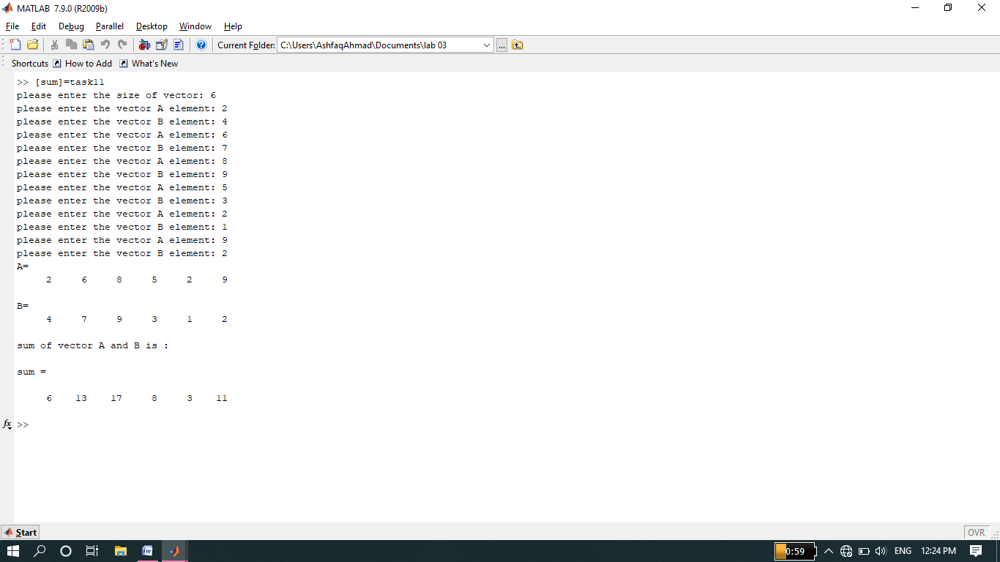 MATLAB 7.9.0 (R2009b)
File Edit Debug Parallel Desktop Window Help
Current Folder: C:\Users\AshfaqAhmad\Documents\lab 03 ...
Shortcuts How to Add What's New
>> [sum]=task11
please enter the size of vector: 6
please enter the vector A element: 2
please enter the vector B element: 4
please enter the vector A element: 6
please enter the vector B element: 7
please enter the vector A element: 8
please enter the vector B element: 9
please enter the vector A element: 5
please enter the vector B element: 3
please enter the vector A element: 2
please enter the vector B element: 1
please enter the vector A element: 9
please enter the vector B element: 2
A=
2 6 8 5 2 9
B=
4 7 9 3 1 2
sum of vector A and B is :
sum =
6 13 17 8 3 11
fx >>
Start OVR
0:59 ENG 12:24 PM